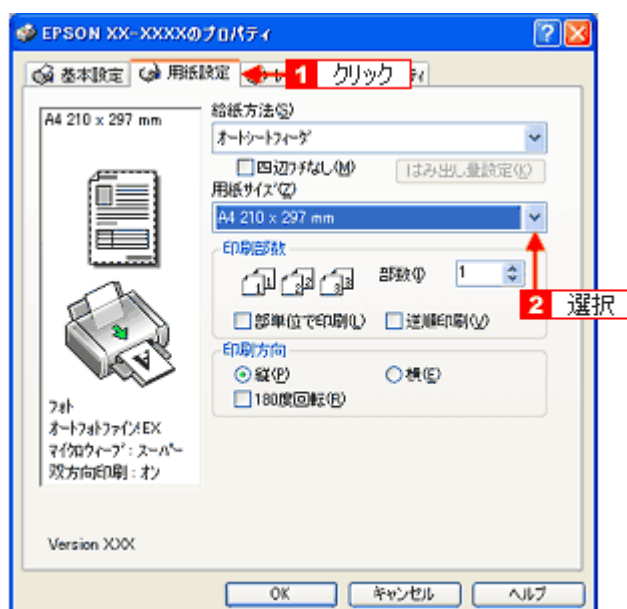 EPSON XX-XXXXのプロパティ
基本設定 用紙設定 1 クリック
A4 210 x 297 mm
給紙方法(S)
オートシートフィーダ
四辺フチなし(M) はみ出し量設定(K)
用紙サイズ(Z)
A4 210 x 297 mm
印刷部数
部数(I) 1
2 選択
部単位で印刷(L) 逆順印刷(V)
印刷方向
縦(P) 横(E)
180度回転(R)
フォト
オートフォトファイン!EX
マイクロウィーブ:スーパー
双方向印刷:オン
Version XXX
OK キャンセル ヘルプ